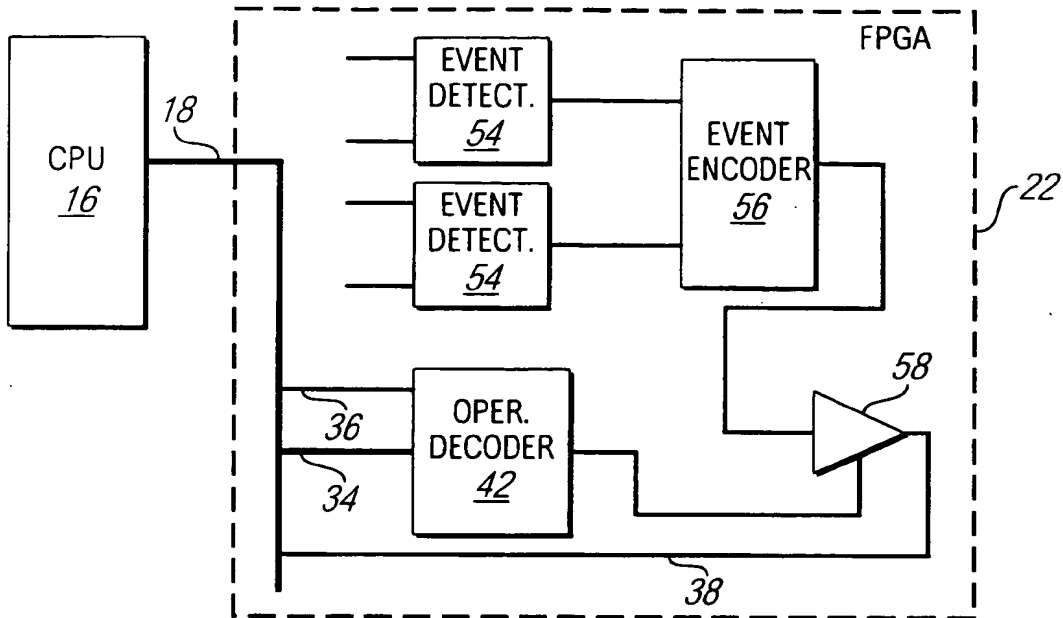 FPGA
CPU
16
18
EVENT
DETECT.
54
EVENT
DETECT.
54
EVENT
ENCODER
56
22
58
36
34
OPER.
DECODER
42
38